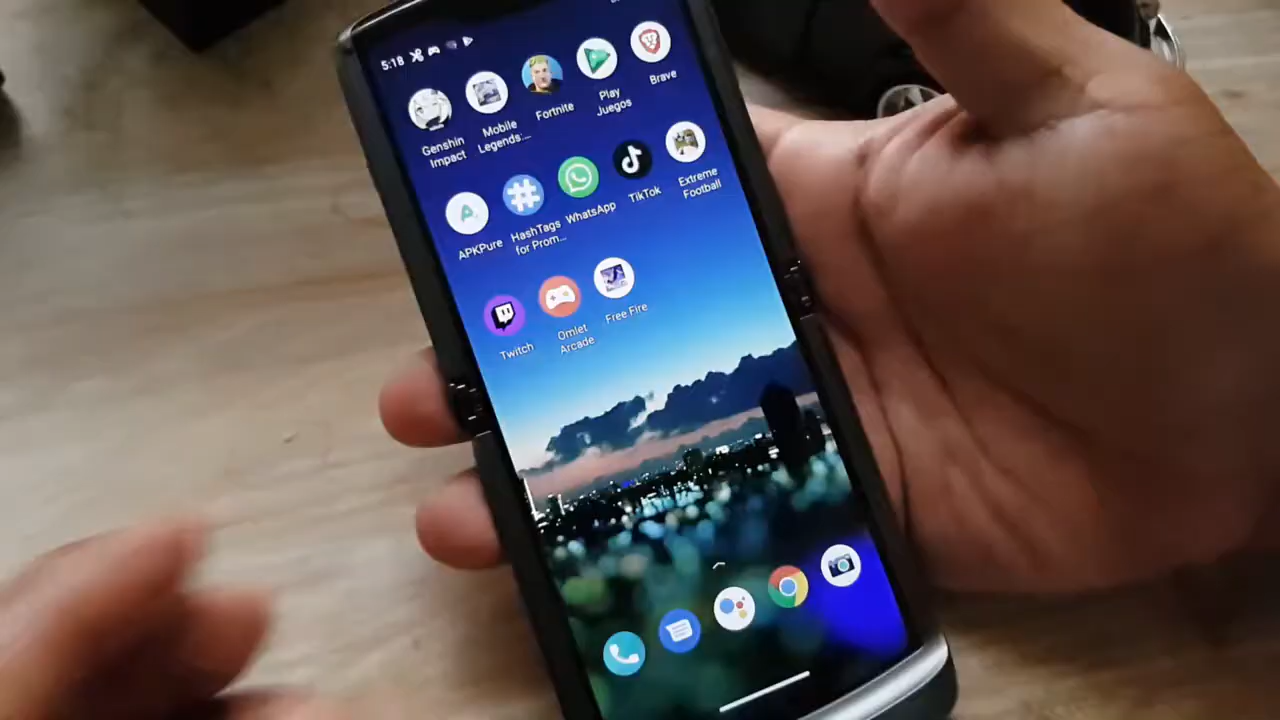 5:18
Genshin
Impact
Mobile
Legends:...
Fortnite
Play
Juegos
Brave
APKPure
HashTags
for Prom...
WhatsApp
TikTok
Extreme
Football
Twitch
Omlet
Arcade
Free Fire